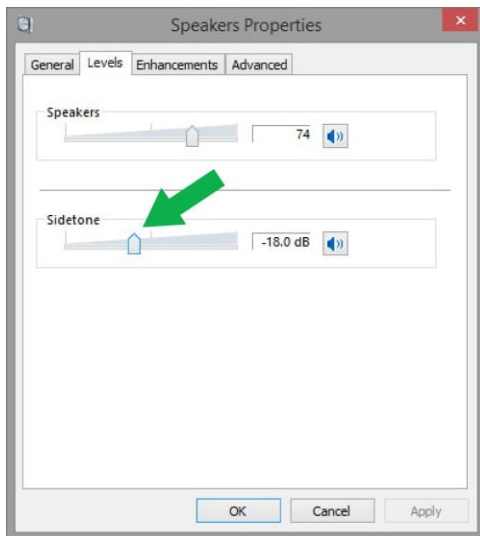 Speakers Properties
General Levels Enhancements Advanced
Speakers
74
Sidetone
-18.0 dB
OK Cancel Apply